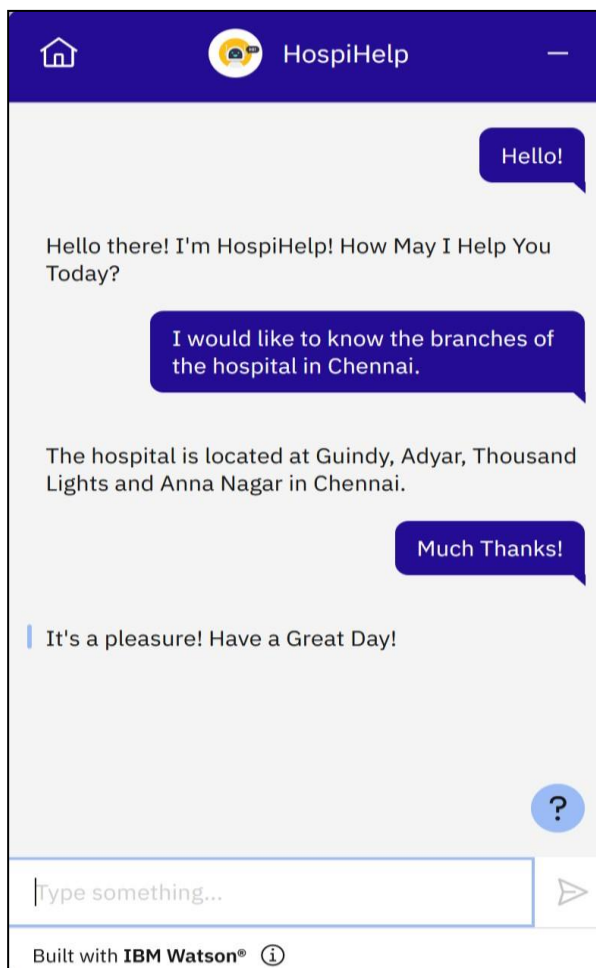 HospiHelp
Hello!
Hello there! I'm HospiHelp! How May I Help You
Today?
I would like to know the branches of
the hospital in Chennai.
The hospital is located at Guindy, Adyar, Thousand
Lights and Anna Nagar in Chennai.
Much Thanks!
It's a pleasure! Have a Great Day!
?
Type something...
Built with IBM Watson® ⓘ